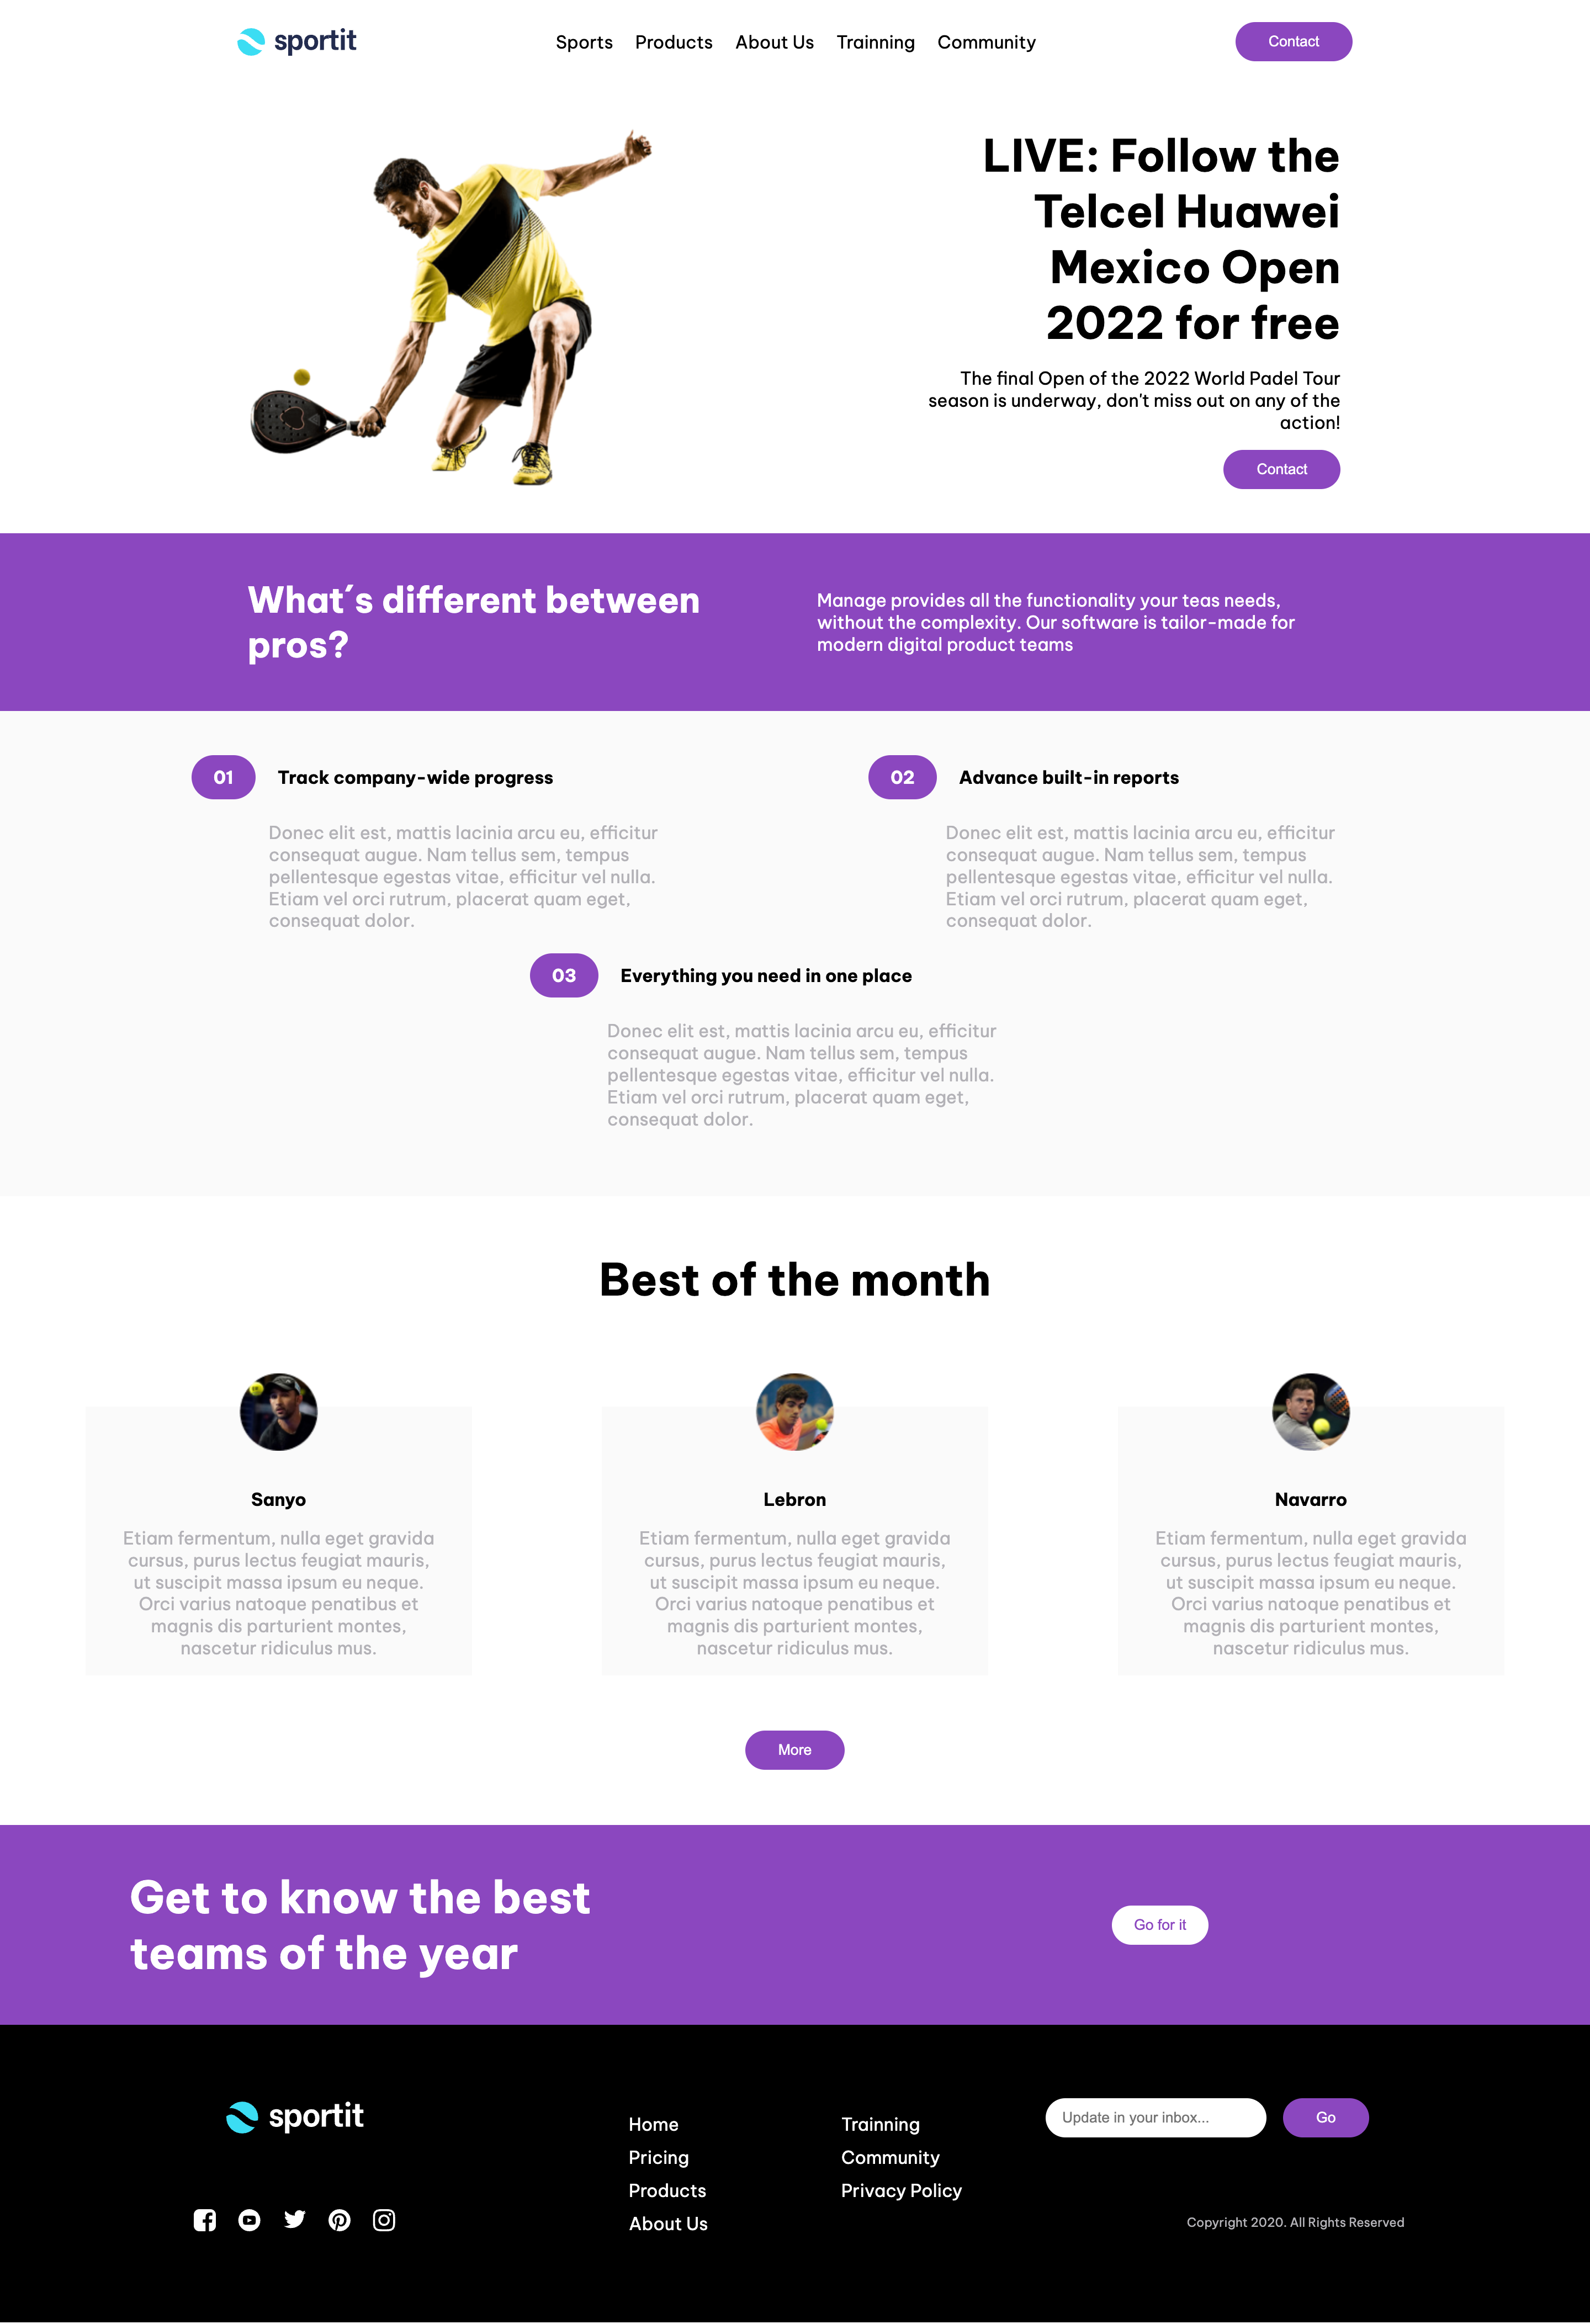 sportit
Sports Products About Us Trainning Community
Contact
LIVE: Follow the
Telcel Huawei
Mexico Open
2022 for free
The final Open of the 2022 World Padel Tour
season is underway, don't miss out on any of the
action!
Contact
What´s different between
pros?
Manage provides all the functionality your teas needs,
without the complexity. Our software is tailor-made for
modern digital product teams
01 Track company-wide progress
Donec elit est, mattis lacinia arcu eu, efficitur
consequat augue. Nam tellus sem, tempus
pellentesque egestas vitae, efficitur vel nulla.
Etiam vel orci rutrum, placerat quam eget,
consequat dolor.
02 Advance built-in reports
Donec elit est, mattis lacinia arcu eu, efficitur
consequat augue. Nam tellus sem, tempus
pellentesque egestas vitae, efficitur vel nulla.
Etiam vel orci rutrum, placerat quam eget,
consequat dolor.
03 Everything you need in one place
Donec elit est, mattis lacinia arcu eu, efficitur
consequat augue. Nam tellus sem, tempus
pellentesque egestas vitae, efficitur vel nulla.
Etiam vel orci rutrum, placerat quam eget,
consequat dolor.
Best of the month
Sanyo
Etiam fermentum, nulla eget gravida
cursus, purus lectus feugiat mauris,
ut suscipit massa ipsum eu neque.
Orci varius natoque penatibus et
magnis dis parturient montes,
nascetur ridiculus mus.
Lebron
Etiam fermentum, nulla eget gravida
cursus, purus lectus feugiat mauris,
ut suscipit massa ipsum eu neque.
Orci varius natoque penatibus et
magnis dis parturient montes,
nascetur ridiculus mus.
Navarro
Etiam fermentum, nulla eget gravida
cursus, purus lectus feugiat mauris,
ut suscipit massa ipsum eu neque.
Orci varius natoque penatibus et
magnis dis parturient montes,
nascetur ridiculus mus.
More
Get to know the best
teams of the year
Go for it
sportit
Home
Pricing
Products
About Us
Trainning
Community
Privacy Policy
Update in your inbox...
Go
Copyright 2020. All Rights Reserved